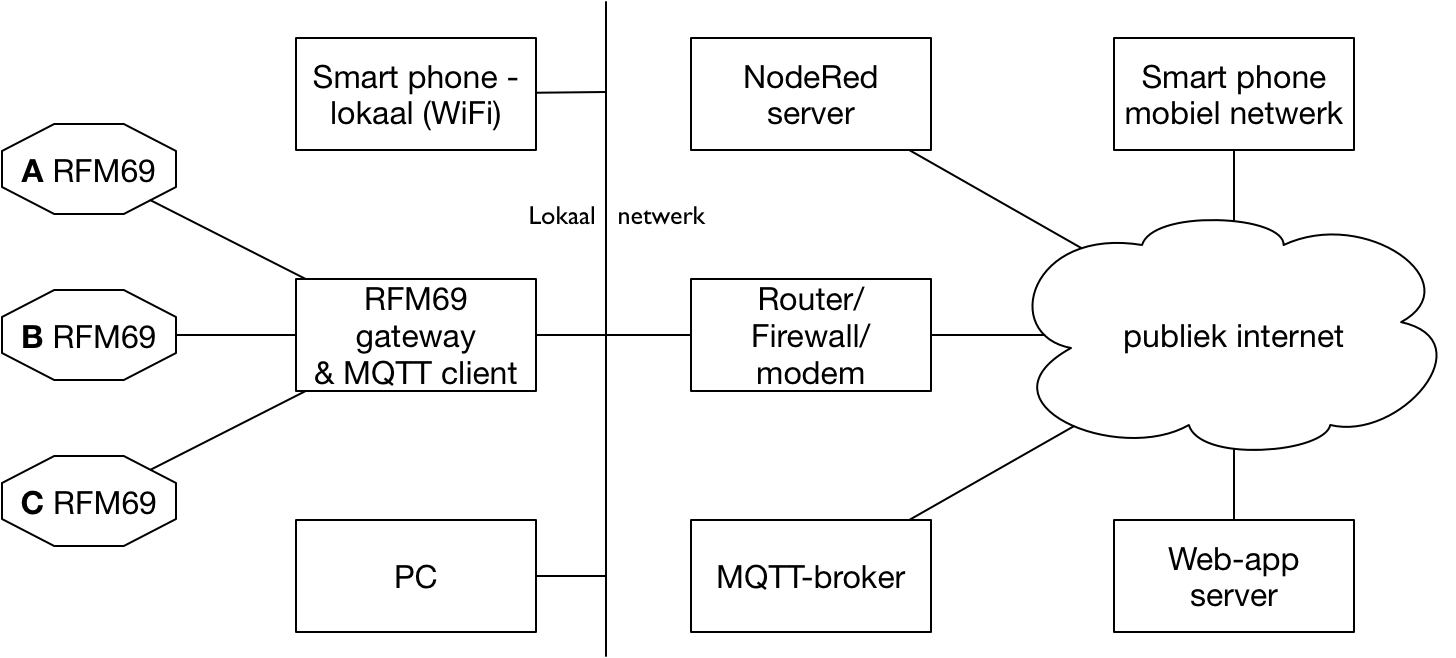 Smart phone -
lokaal (WiFi)
NodeRed
server
Smart phone
mobiel netwerk
A RFM69
Lokaal netwerk
B RFM69
RFM69
gateway
& MQTT client
Router/
Firewall/
modem
publiek internet
C RFM69
PC
MQTT-broker
Web-app
server